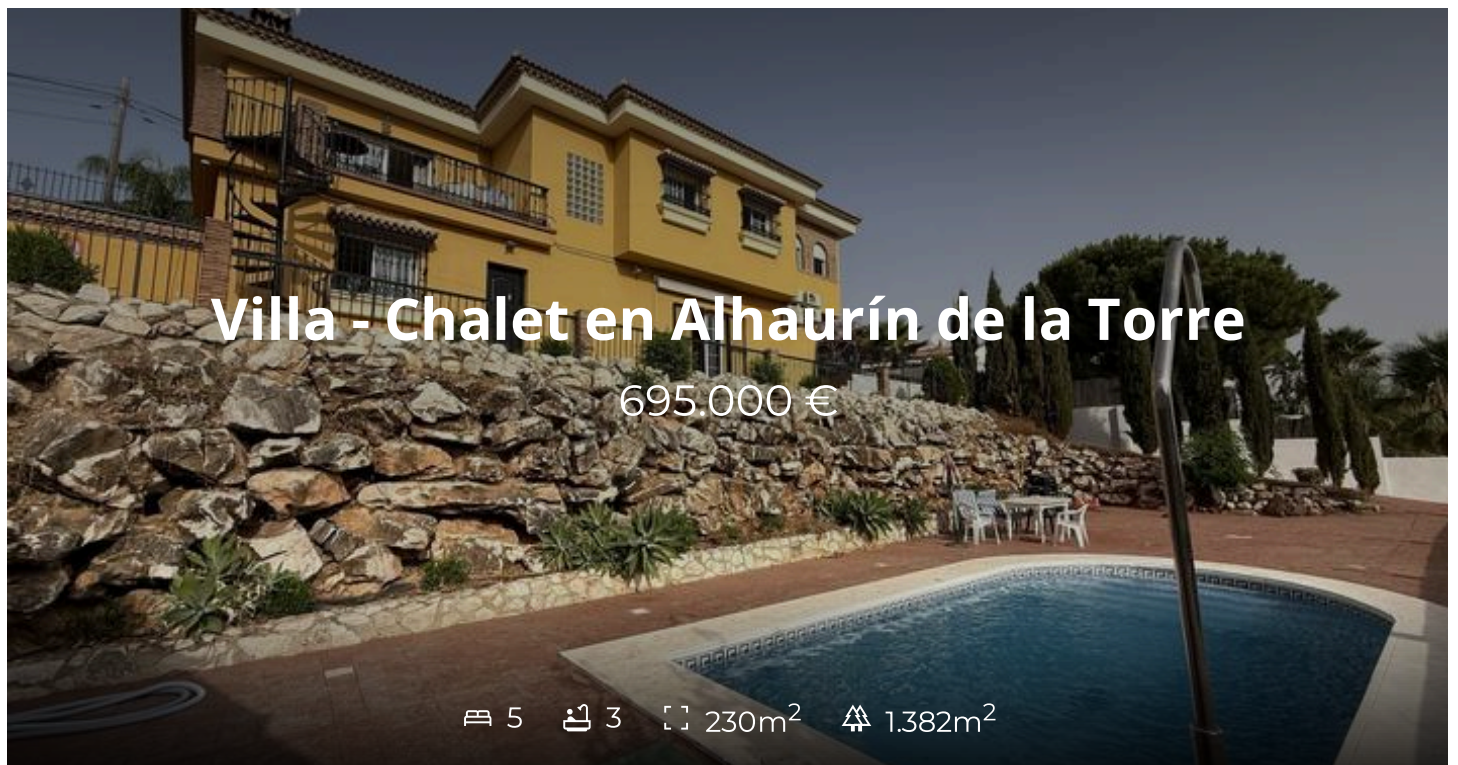 Villa - Chalet en Alhaurín de la Torre
695.000 €
5 3 230m² 1.382m²